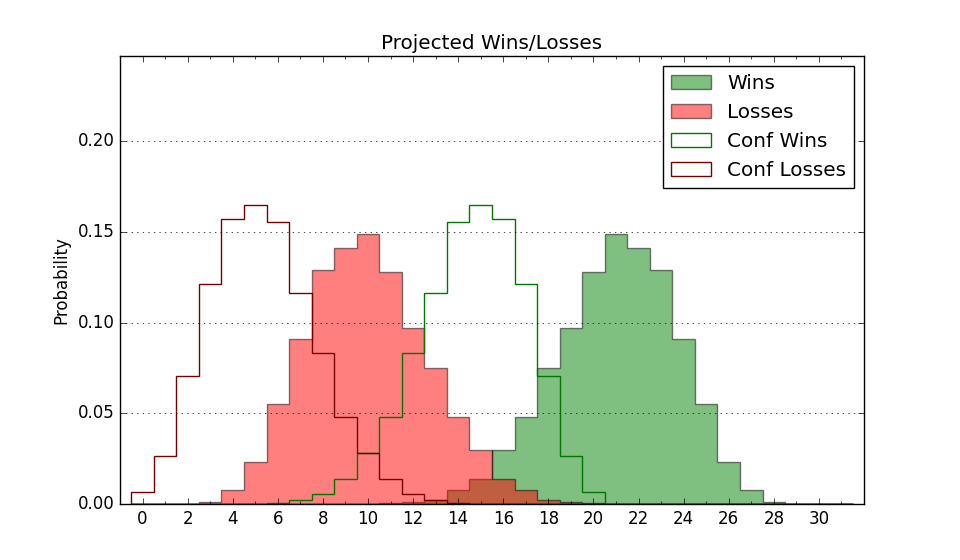 Projected Wins/Losses
Wins
Losses
Conf Wins
Conf Losses
Probability
0.20
0.15
0.10
0.05
0.00
0 2 4 6 8 10 12 14 16 18 20 22 24 26 28 30